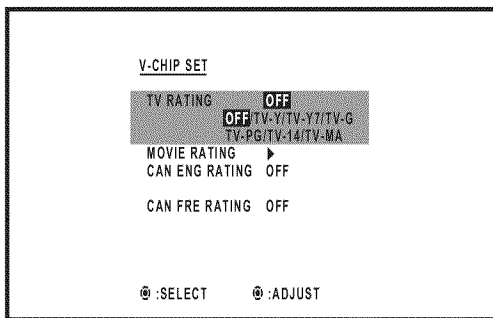 V-CHIP SET
TV RATING OFF
OFF/TV-Y/TV-Y7/TV-G
TV-PG/TV-14/TV-MA
MOVIE RATING ▶
CAN ENG RATING OFF
CAN FRE RATING OFF
:SELECT :ADJUST